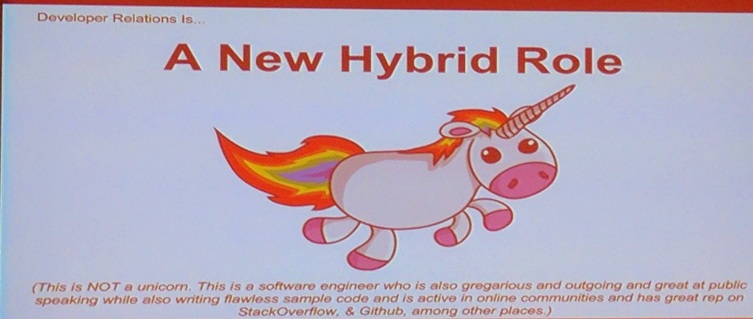 Developer Relations Is...
A New Hybrid Role
(This is NOT a unicorn. This is a software engineer who is also gregarious and outgoing and great at public
speaking while also writing flawless sample code and is active in online communities and has great rep on
StackOverflow, & Github, among other places.)